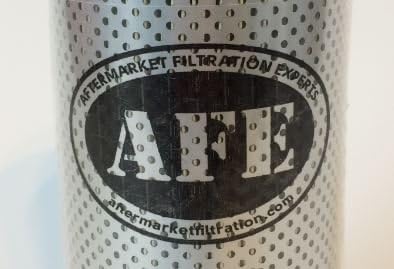 AFTERMARKET FILTRATION EXPERTS
AFE
aftermarketfiltration.com